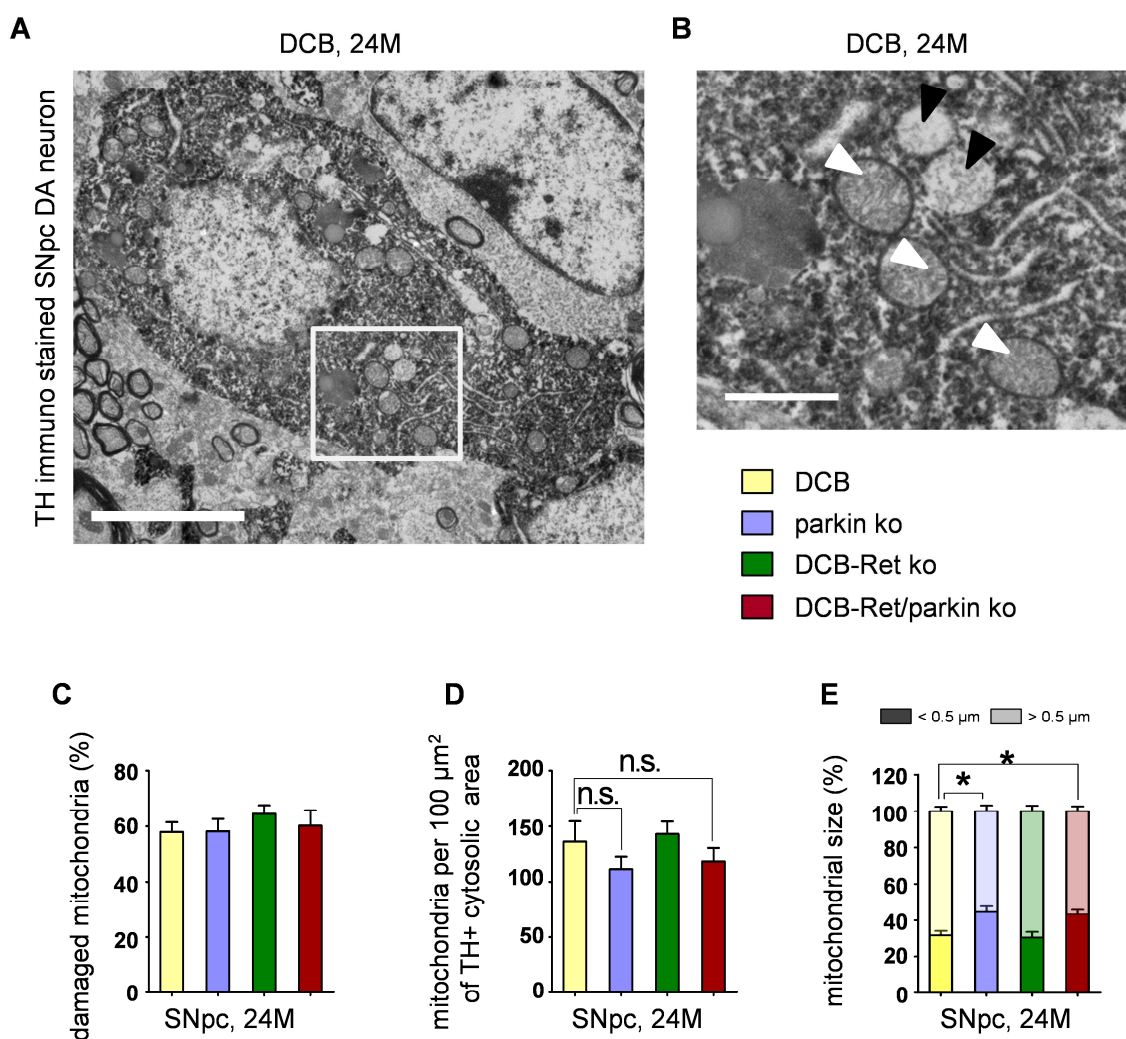 A
DCB, 24M
TH immuno stained SNpc DA neuron
B
DCB, 24M
DCB
parkin ko
DCB-Ret ko
DCB-Ret/parkin ko
C
damaged mitochondria (%)
80
60
40
20
0
SNpc, 24M
D
mitochondria per 100 µm²
of TH+ cytosolic area
200
150
100
50
0
n.s.
n.s.
SNpc, 24M
E
< 0.5 µm
> 0.5 µm
mitochondrial size (%)
120
100
80
60
40
20
0
*
*
SNpc, 24M